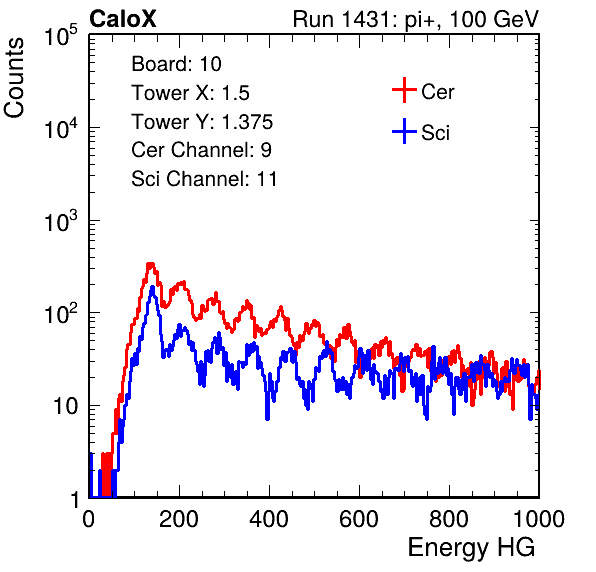 CaloX Run 1431: pi+, 100 GeV
Board: 10
Tower X: 1.5
Tower Y: 1.375
Cer Channel: 9
Sci Channel: 11
Cer
Sci
Counts
10^5
10^4
10^3
10^2
10
1
0 200 400 600 800 1000
Energy HG